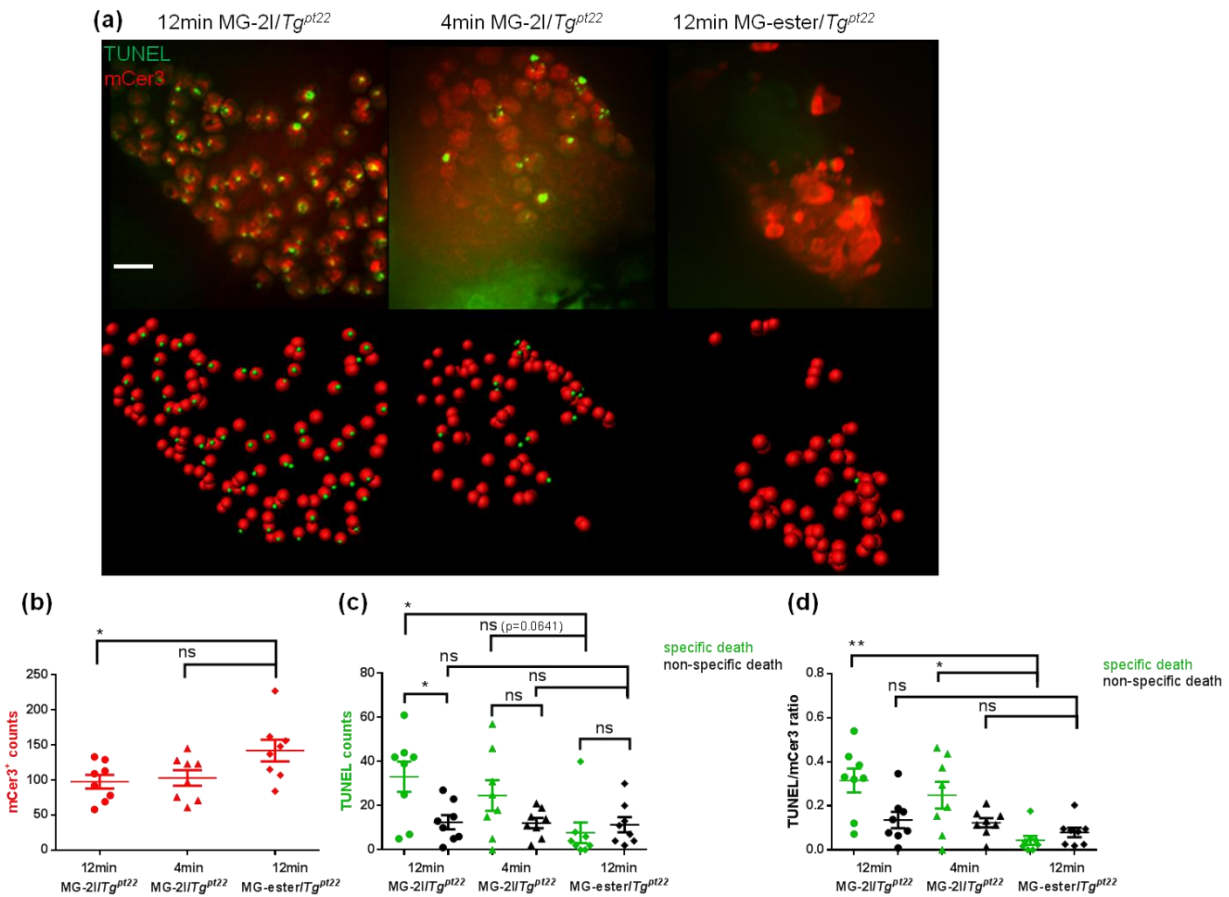 (a)
12min MG-2I/Tgpt22 4min MG-2I/Tgpt22 12min MG-ester/Tgpt22
TUNEL
mCer3
(b)
*
ns
mCer3+ counts
250
200
150
100
50
0
12min 4min 12min
MG-2I/Tgpt22 MG-2I/Tgpt22 MG-ester/Tgpt22
(c)
*
ns (p=0.0641)
specific death
non-specific death
ns
ns
* ns ns
TUNEL counts
80
60
40
20
0
12min 4min 12min
MG-2I/Tgpt22 MG-2I/Tgpt22 MG-ester/Tgpt22
(d)
**
*
specific death
non-specific death
ns
ns
TUNEL/mCer3 ratio
0.8
0.6
0.4
0.2
0.0
12min 4min 12min
MG-2I/Tgpt22 MG-2I/Tgpt22 MG-ester/Tgpt22